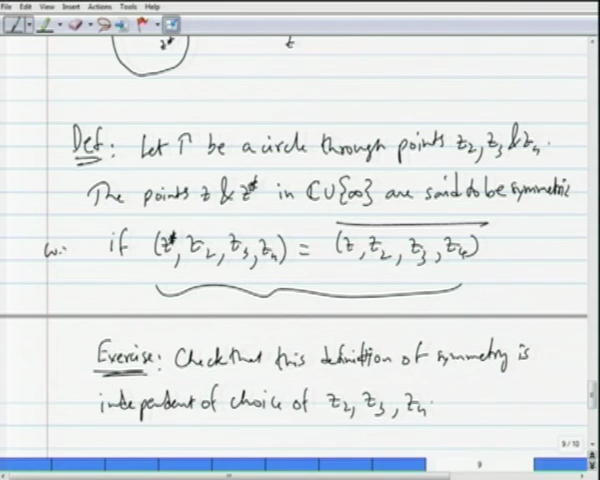 File Edit View Insert Actions Tools Help
z* z
Def: Let Γ be a circle through points z₂, z₃ & z₄.
The points z & z* in ℂ∪{∞} are said to be symmetric
w. if (z*, z₂, z₃, z₄) = \overline{(z, z₂, z₃, z₄)}
Exercise: Check that this definition of symmetry is
independent of choice of z₂, z₃, z₄.
9/10
9